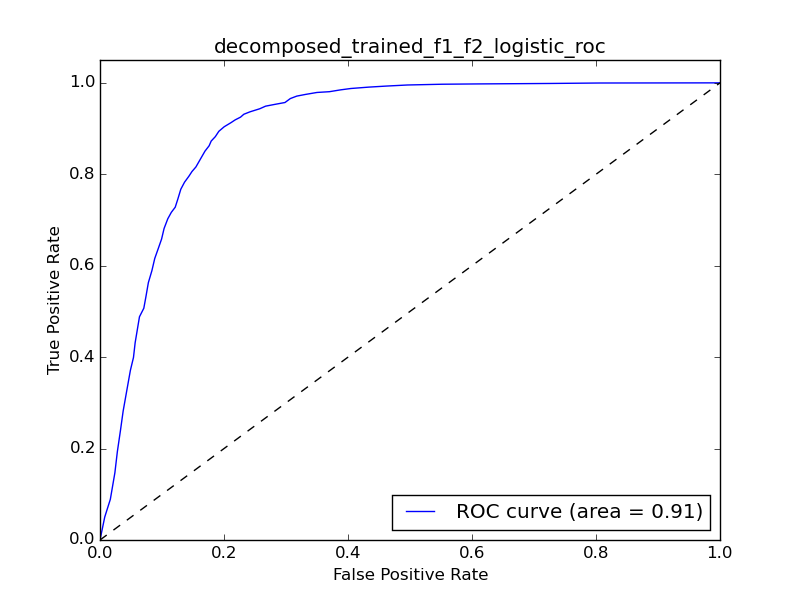 decomposed_trained_f1_f2_logistic_roc
1.0
0.8
0.6
0.4
0.2
0.0
True Positive Rate
ROC curve (area = 0.91)
0.0 0.2 0.4 0.6 0.8 1.0
False Positive Rate